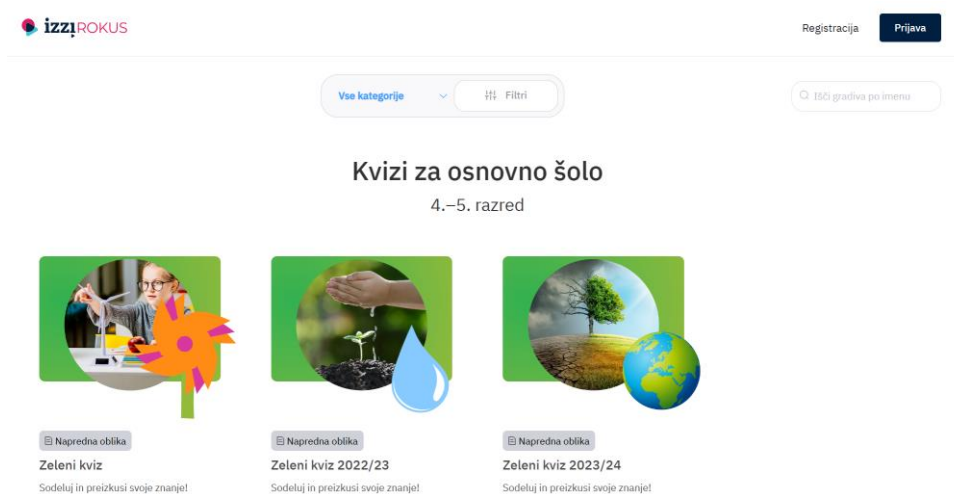 izziROKUS
Registracija
Prijava
Vse kategorije
Filtri
Išči gradiva po imenu
Kvizi za osnovno šolo
4.–5. razred
Napredna oblika
Zeleni kviz
Sodeluj in preizkusi svoje znanje!
Napredna oblika
Zeleni kviz 2022/23
Sodeluj in preizkusi svoje znanje!
Napredna oblika
Zeleni kviz 2023/24
Sodeluj in preizkusi svoje znanje!